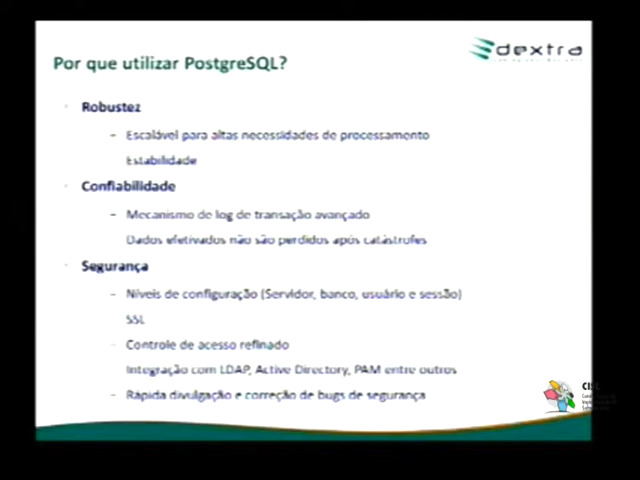 Por que utilizar PostgreSQL?
dextra
Robustez
– Escalável para altas necessidades de processamento
Estabilidade
Confiabilidade
– Mecanismo de log de transação avançado
Dados efetivados não são perdidos após catástrofes
Segurança
– Níveis de configuração (Servidor, banco, usuário e sessão)
SSL
Controle de acesso refinado
Integração com LDAP, Active Directory, PAM entre outros
– Rápida divulgação e correção de bugs de segurança